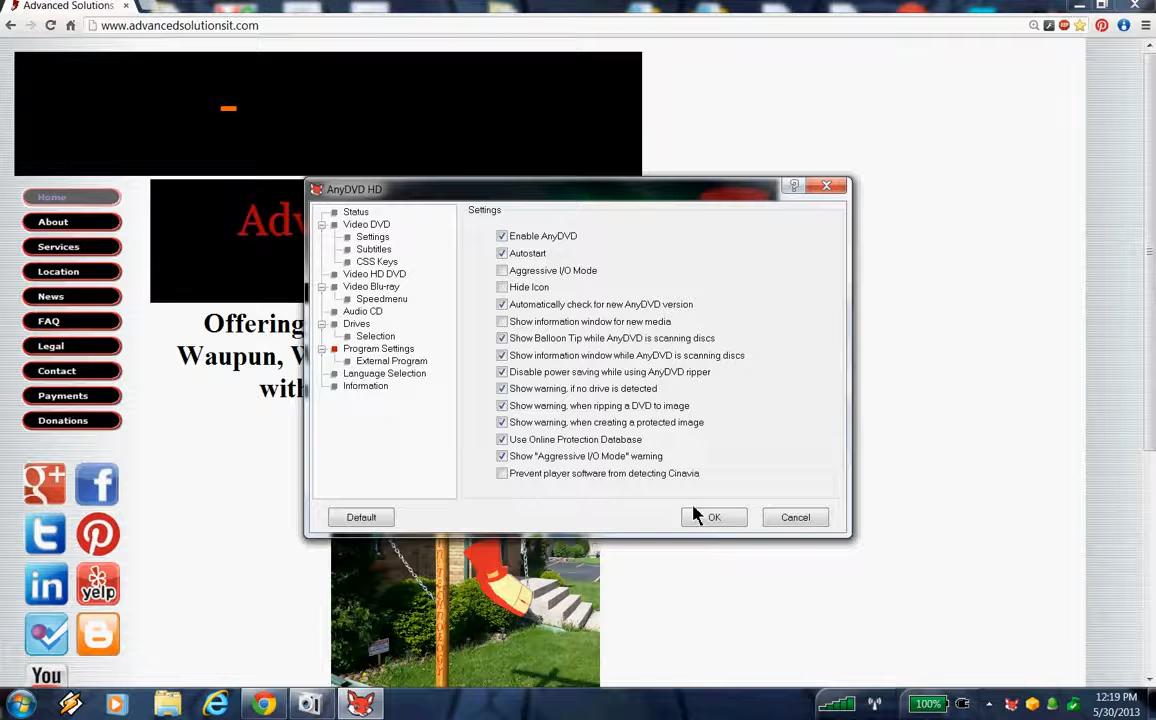 Advanced Solutions
www.advancedsolutionsit.com
Home
About
Services
Location
News
FAQ
Legal
Contact
Payments
Donations
Adv
Offering
Waupun, W
with
AnyDVD HD
Status
Video DVD
Settings
Subtitles
CSS Keys
Video HD DVD
Video Blu-ray
Speedmenu
Audio CD
Drives
Selection
Program Settings
External Program
Language Selection
Information
Settings
Enable AnyDVD
Autostart
Aggressive I/O Mode
Hide Icon
Automatically check for new AnyDVD version
Show information window for new media
Show Balloon Tip while AnyDVD is scanning discs
Show information window while AnyDVD is scanning discs
Disable power saving while using AnyDVD ripper
Show warning, if no drive is detected
Show warning, when ripping a DVD to image
Show warning, when creating a protected image
Use Online Protection Database
Show "Aggressive I/O Mode" warning
Prevent player software from detecting Cinavia
Default
OK
Cancel
yelp
You
100%
12:19 PM
5/30/2013